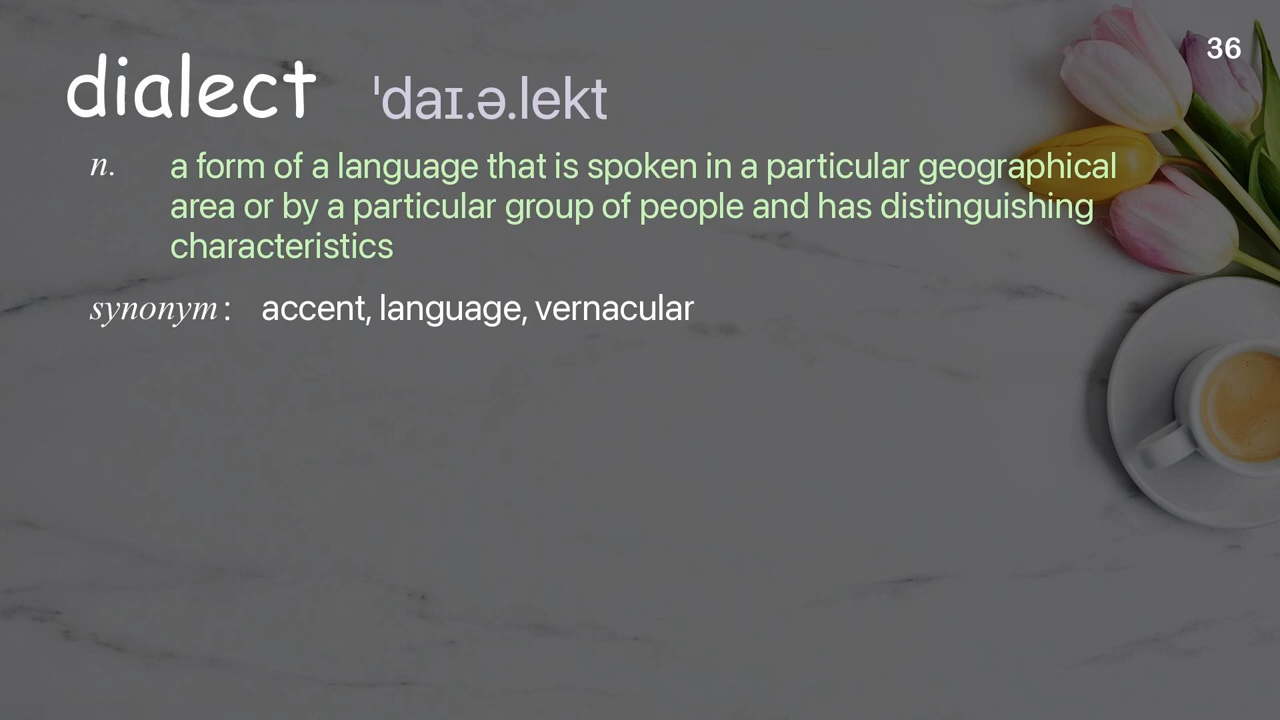 36
dialect ˈdaɪ.ə.lekt
n. a form of a language that is spoken in a particular geographical
area or by a particular group of people and has distinguishing
characteristics
synonym: accent, language, vernacular